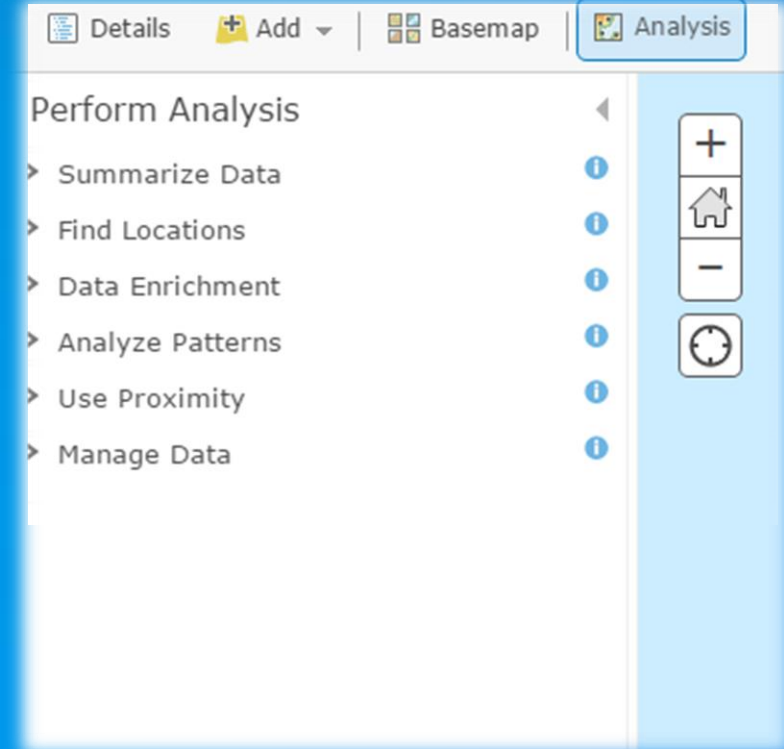 Details Add Basemap Analysis
Perform Analysis
Summarize Data
Find Locations
Data Enrichment
Analyze Patterns
Use Proximity
Manage Data